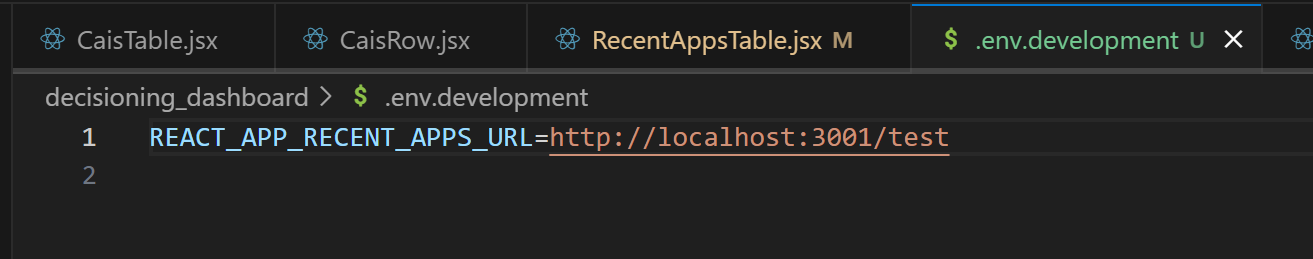 CaisTable.jsx CaisRow.jsx RecentAppsTable.jsx M $ .env.development U
decisioning_dashboard > $ .env.development
1 REACT_APP_RECENT_APPS_URL=http://localhost:3001/test
2